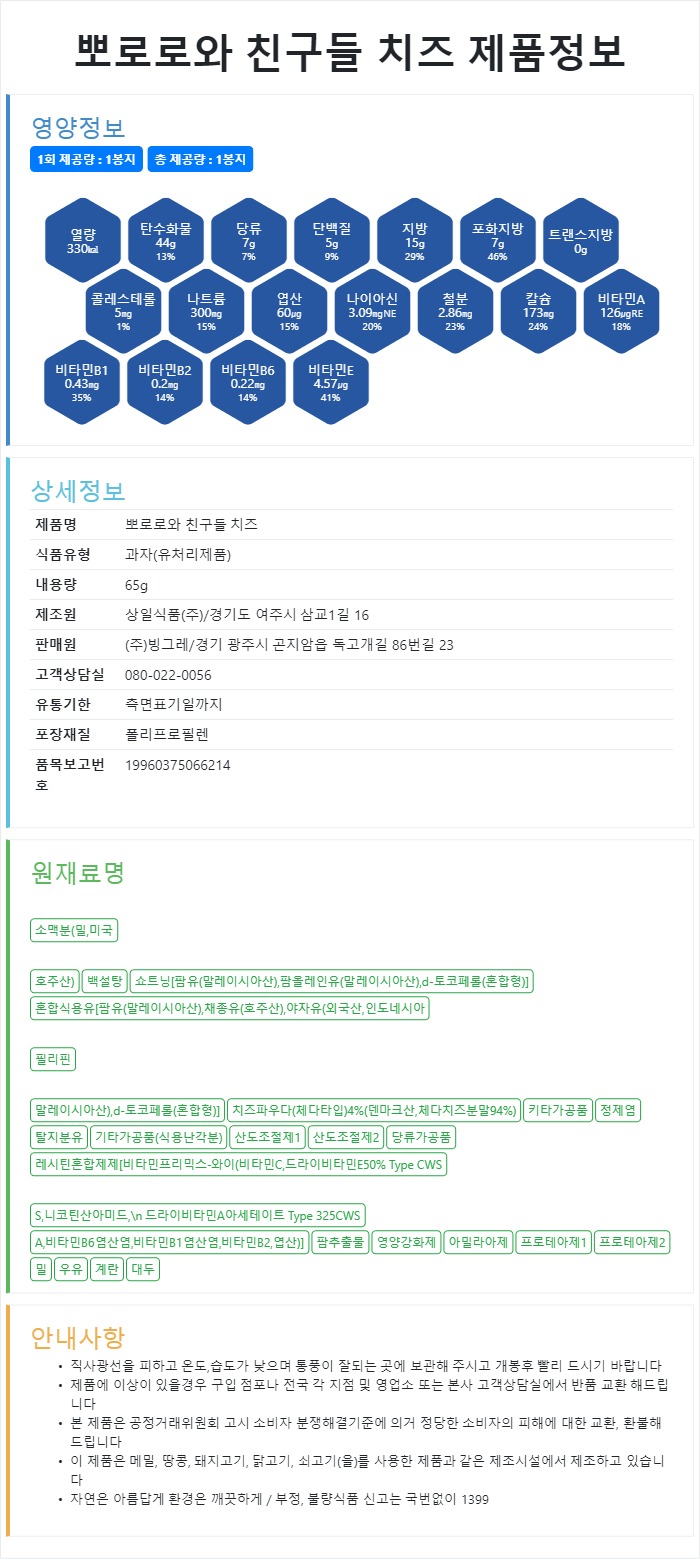 뽀로로와 친구들 치즈 제품정보
영양정보
1회 제공량 : 1봉지 총 제공량 : 1봉지
열량 탄수화물 당류 단백질 지방 포화지방 트랜스지방
330㎉ 44g 7g 5g 15g 7g 0g
13% 7% 9% 29% 46%
콜레스테롤 나트륨 엽산 나이아신 철분 칼슘 비타민A
5㎎ 300㎎ 60㎍ 3.09㎎NE 2.86㎎ 173㎎ 126㎍RE
1% 15% 15% 20% 23% 24% 18%
비타민B1 비타민B2 비타민B6 비타민E
0.43㎎ 0.2㎎ 0.22㎎ 4.57㎍
35% 14% 14% 41%
상세정보
제품명 뽀로로와 친구들 치즈
식품유형 과자(유처리제품)
내용량 65g
제조원 상일식품(주)/경기도 여주시 삼교1길 16
판매원 (주)빙그레/경기 광주시 곤지암읍 독고개길 86번길 23
고객상담실 080-022-0056
유통기한 측면표기일까지
포장재질 폴리프로필렌
품목보고번 19960375066214
호
원재료명
소맥분(밀,미국
호주산) 백설탕 쇼트닝[팜유(말레이시아산),팜올레인유(말레이시아산),d-토코페롤(혼합형)]
혼합식용유[팜유(말레이시아산),채종유(호주산),야자유(외국산,인도네시아
필리핀
말레이시아산),d-토코페롤(혼합형)] 치즈파우다(체다타입)4%(덴마크산,체다치즈분말94%) 키타가공품 정제염
탈지분유 기타가공품(식용난각분) 산도조절제1 산도조절제2 당류가공품
레시틴혼합제제[비타민프리믹스-와이(비타민C,드라이비타민E50% Type CWS
S,니코틴산아미드,\n 드라이비타민A아세테이트 Type 325CWS
A,비타민B6염산염,비타민B1염산염,비타민B2,엽산)] 팜추출물 영양강화제 아밀라아제 프로테아제1 프로테아제2
밀 우유 계란 대두
안내사항
• 직사광선을 피하고 온도,습도가 낮으며 통풍이 잘되는 곳에 보관해 주시고 개봉후 빨리 드시기 바랍니다
• 제품에 이상이 있을경우 구입 점포나 전국 각 지점 및 영업소 또는 본사 고객상담실에서 반품 교환 해드립
니다
• 본 제품은 공정거래위원회 고시 소비자 분쟁해결기준에 의거 정당한 소비자의 피해에 대한 교환, 환불해
드립니다
• 이 제품은 메밀, 땅콩, 돼지고기, 닭고기, 쇠고기(을)를 사용한 제품과 같은 제조시설에서 제조하고 있습니
다
• 자연은 아름답게 환경은 깨끗하게 / 부정, 불량식품 신고는 국번없이 1399